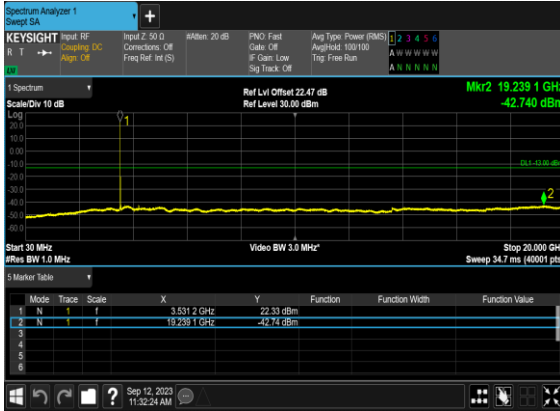 Spectrum Analyzer 1
Swept SA
+
KEYSIGHT Input: RF Input Z: 50 Ω #Atten: 20 dB PNO: Fast Avg Type: Power (RMS) 1 2 3 4 5 6
R T Coupling: DC Corrections: Off Gate: Off Avg|Hold: 100/100 A W W W W W
Align: Off Freq Ref: Int (S) IF Gain: Low Trig: Free Run
Sig Track: Off A N N N N N
1 Spectrum Ref Lvl Offset 22.47 dB Mkr2 19.239 1 GHz
Scale/Div 10 dB Ref Level 30.00 dBm -42.740 dBm
Log
20.0
10.0
0.00
-10.0
-20.0
-30.0
-40.0
-50.0
-60.0
1
DL1 -13.00 dBm
2
Start 30 MHz Video BW 3.0 MHz* Stop 20.000 GHz
#Res BW 1.0 MHz Sweep 34.7 ms (40001 pts)
5 Marker Table
Mode Trace Scale X Y Function Function Width Function Value
1 N 1 f 3.531 2 GHz 22.33 dBm
2 N 1 f 19.239 1 GHz -42.74 dBm
3
4
5
6
? Sep 12, 2023
11:32:24 AM